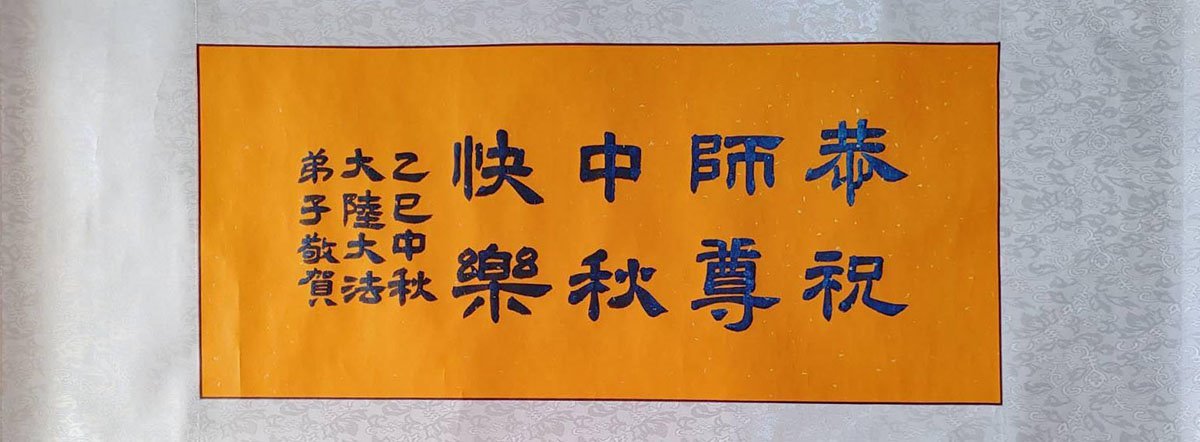 恭祝
師尊
中秋
快樂
乙巳中秋
大陸大法
弟子敬賀